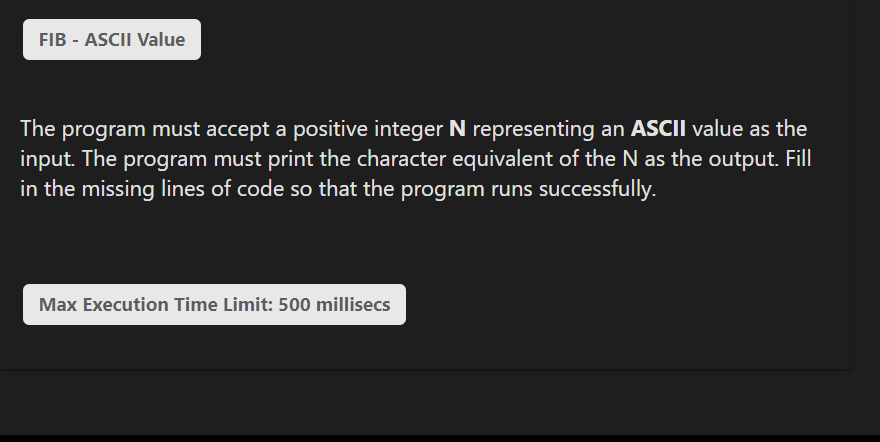 FIB - ASCII Value
The program must accept a positive integer N representing an ASCII value as the
input. The program must print the character equivalent of the N as the output. Fill
in the missing lines of code so that the program runs successfully.
Max Execution Time Limit: 500 millisecs